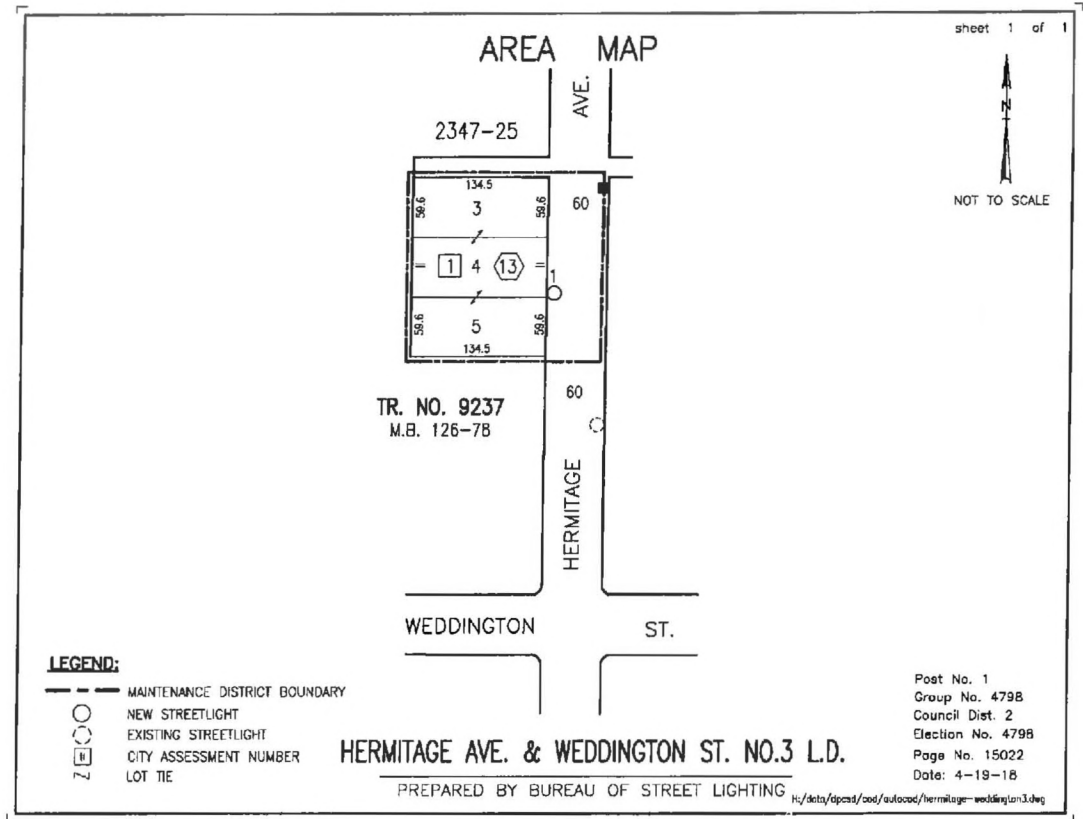 sheet 1 of 1
AREA MAP
AVE.
2347-25
NOT TO SCALE
N
134.5
60
59.6
3
59.6
= 1 4 13 =
1
59.6
5
59.6
134.5
60
TR. NO. 9237
M.B. 126-78
HERMITAGE
WEDDINGTON ST.
LEGEND:
MAINTENANCE DISTRICT BOUNDARY
NEW STREETLIGHT
EXISTING STREETLIGHT
# CITY ASSESSMENT NUMBER
LOT TIE
HERMITAGE AVE. & WEDDINGTON ST. NO.3 L.D.
PREPARED BY BUREAU OF STREET LIGHTING
Post No. 1
Group No. 4798
Council Dist. 2
Election No. 4798
Page No. 15022
Date: 4-19-18
H:/data/dpcad/cad/autocad/hermitage-weddington3.dwg